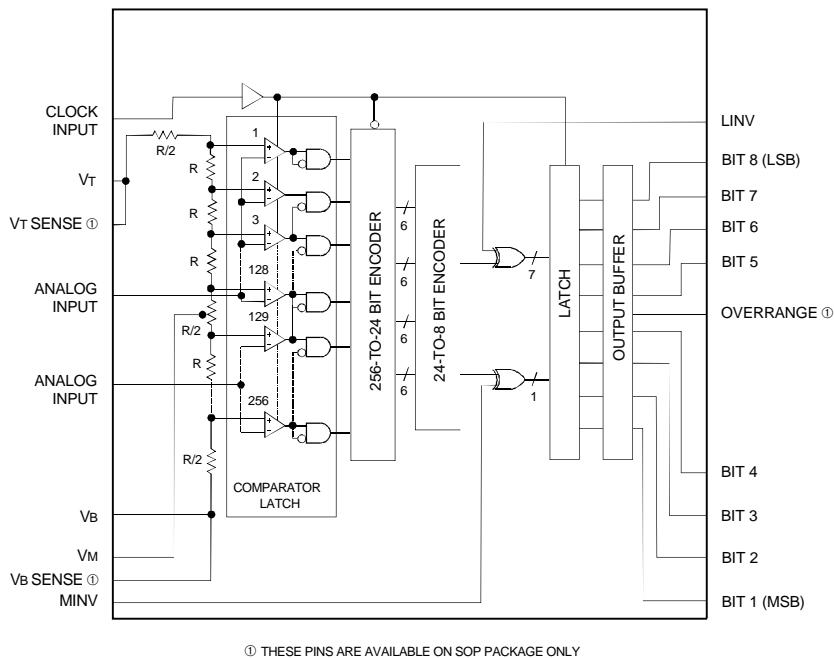 CLOCK
INPUT
R/2
VT
VT SENSE ①
ANALOG
INPUT
ANALOG
INPUT
VB
VM
VB SENSE ①
MINV
R
R
R
R/2
R
R/2
1
2
3
128
129
256
COMPARATOR
LATCH
256-TO-24 BIT ENCODER
6
6
6
6
24-TO-8 BIT ENCODER
7
1
LATCH
OUTPUT BUFFER
LINV
BIT 8 (LSB)
BIT 7
BIT 6
BIT 5
OVERRANGE ①
BIT 4
BIT 3
BIT 2
BIT 1 (MSB)
① THESE PINS ARE AVAILABLE ON SOP PACKAGE ONLY